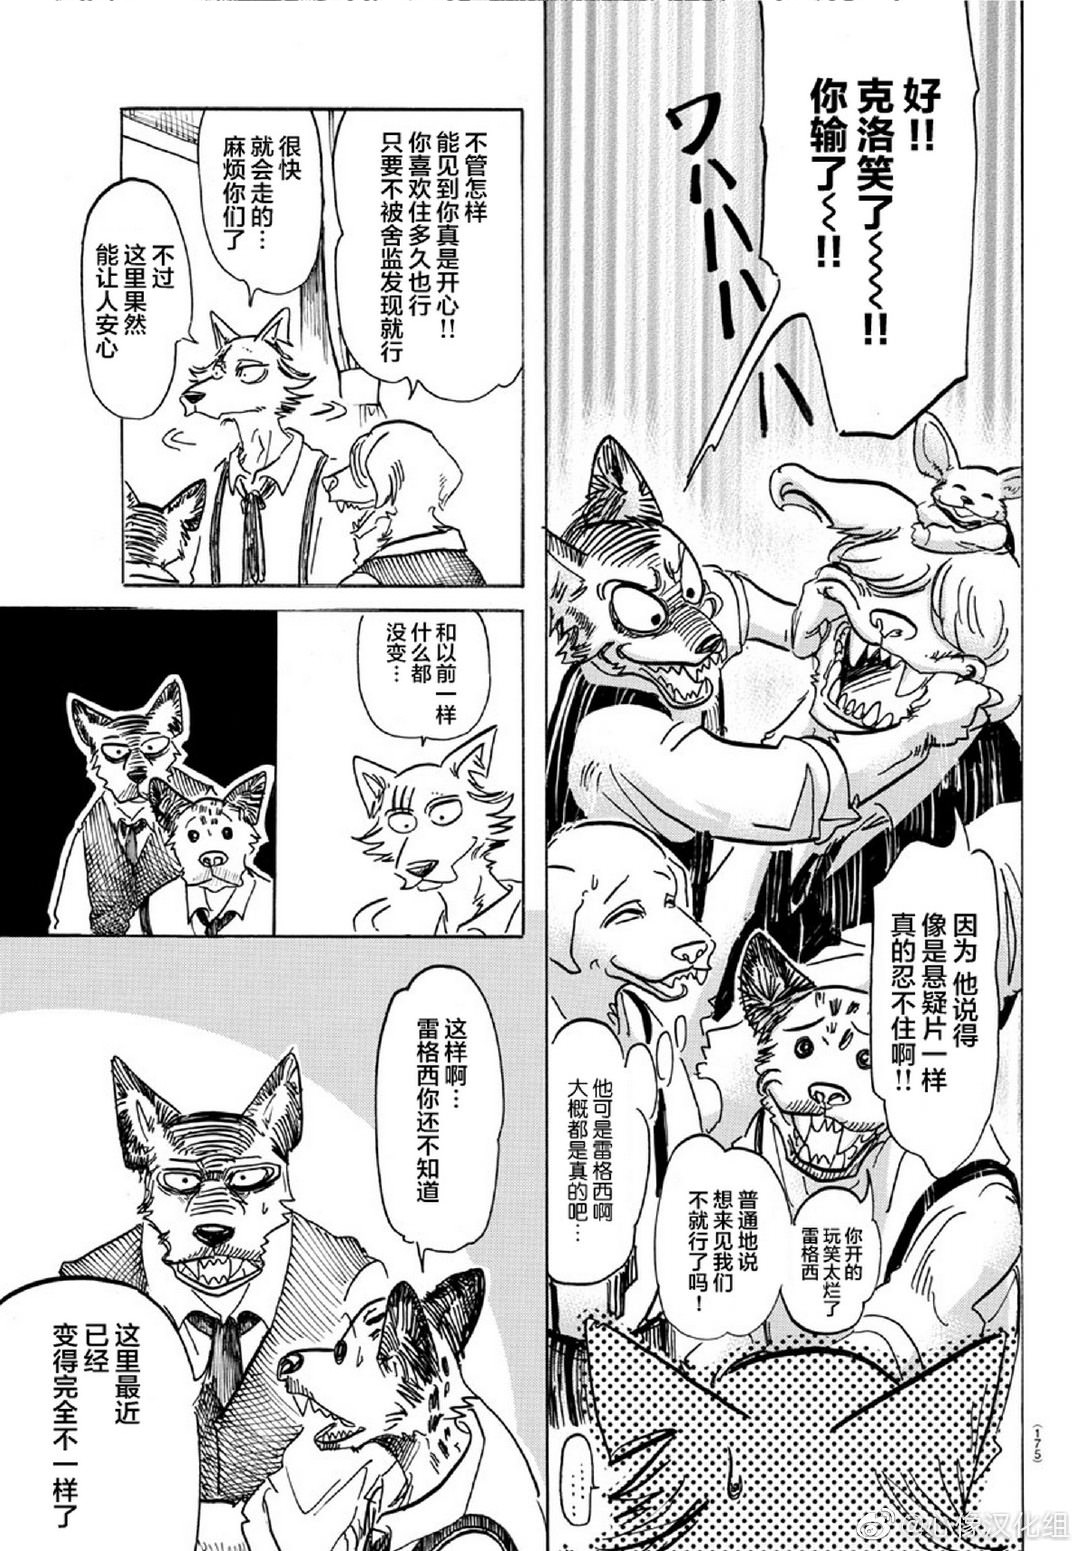 好!!
克洛笑了~~~~!!
你输了~~!!
ワハハハハ
ハハ
因为 他说得
像是悬疑片一样
真的忍不住啊!!
你开的
玩笑太烂了
雷格西
普通地说
想来见我们
不就行了吗!
他可是雷格西啊
大概都是真的吧…
……
不管怎样
能见到你真是开心!!
你喜欢住多久也行
只要不被舍监发现就行
很快
就会走的…
麻烦你们了
不过
这里果然
能让人安心
和以前一样
什么都
没变…
这样啊…
雷格西你还不知道
这里最近
已经
变得完全不一样了
(175)